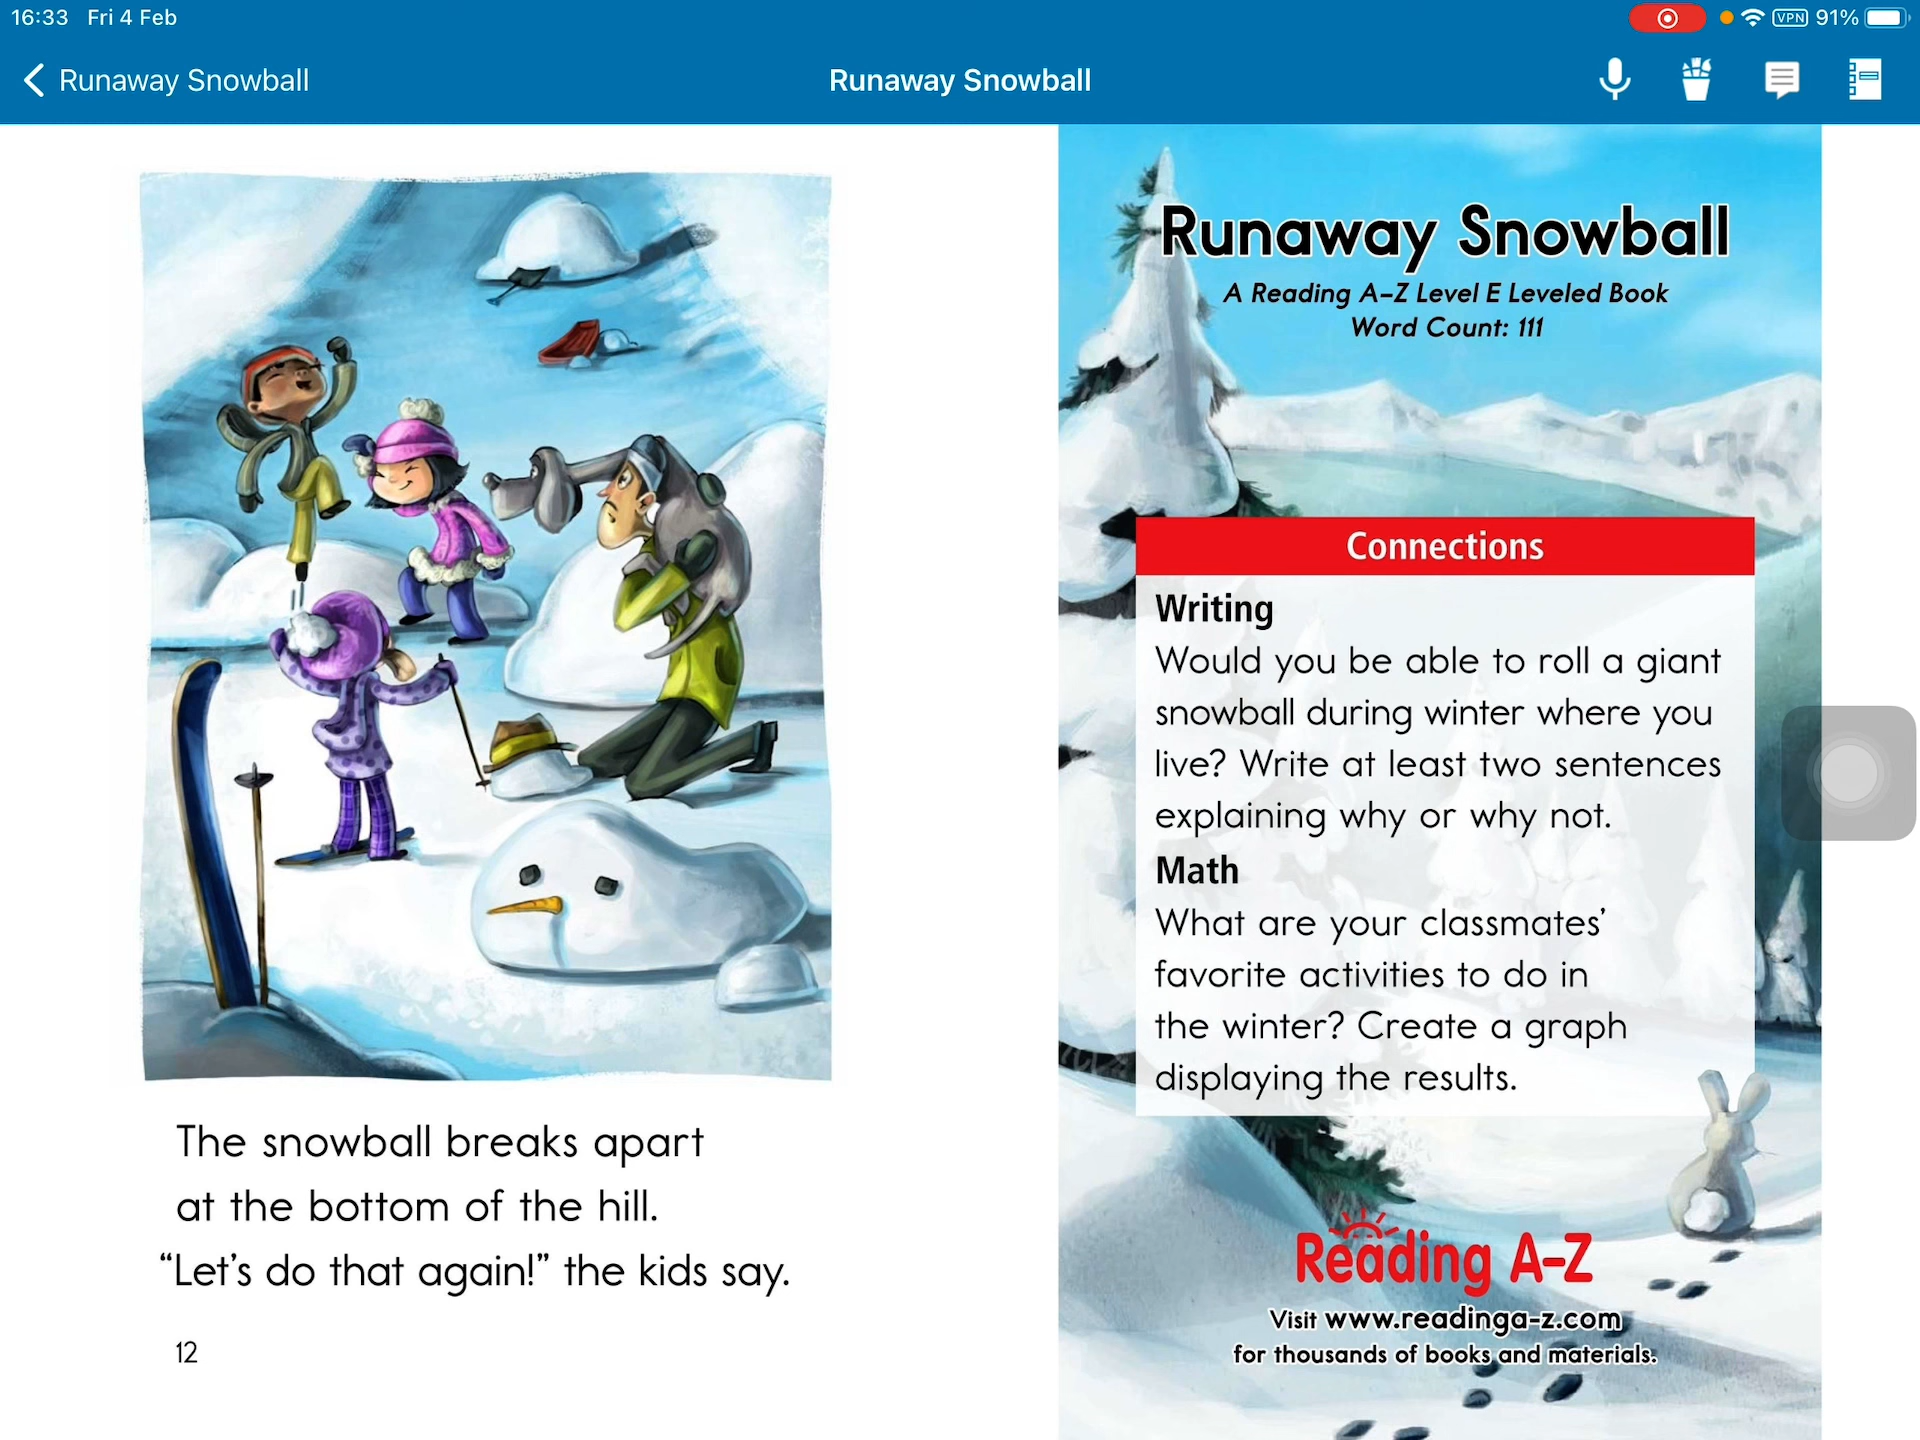 16:33 Fri 4 Feb
VPN 91%
Runaway Snowball
Runaway Snowball
The snowball breaks apart
at the bottom of the hill.
“Let’s do that again!” the kids say.
12
Runaway Snowball
A Reading A–Z Level E Leveled Book
Word Count: 111
Connections
Writing
Would you be able to roll a giant
snowball during winter where you
live? Write at least two sentences
explaining why or why not.
Math
What are your classmates’
favorite activities to do in
the winter? Create a graph
displaying the results.
Reading A–Z
Visit www.readinga-z.com
for thousands of books and materials.